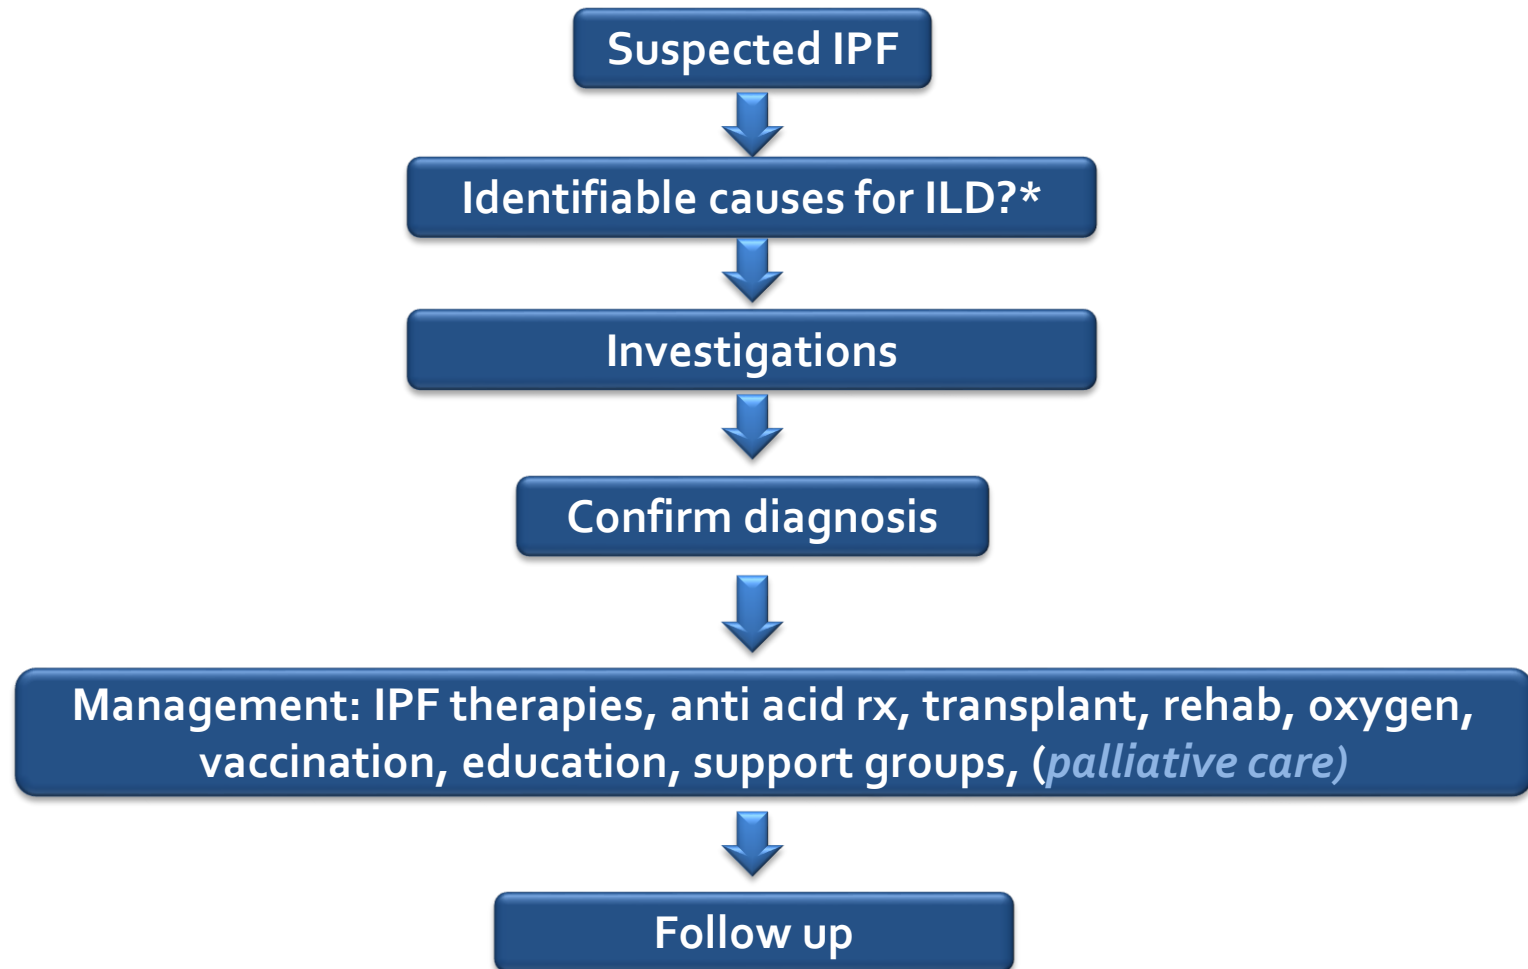 Suspected IPF
Identifiable causes for ILD?*
Investigations
Confirm diagnosis
Management: IPF therapies, anti acid rx, transplant, rehab, oxygen,
vaccination, education, support groups, (palliative care)
Follow up